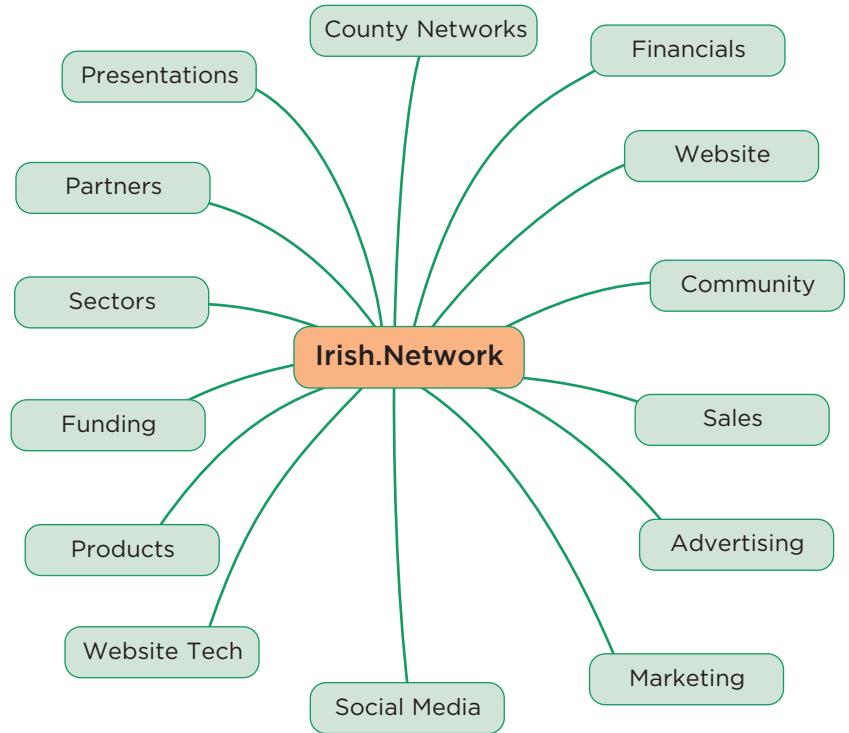 County Networks
Financials
Presentations
Website
Partners
Community
Sectors
Irish.Network
Sales
Funding
Advertising
Products
Website Tech
Marketing
Social Media